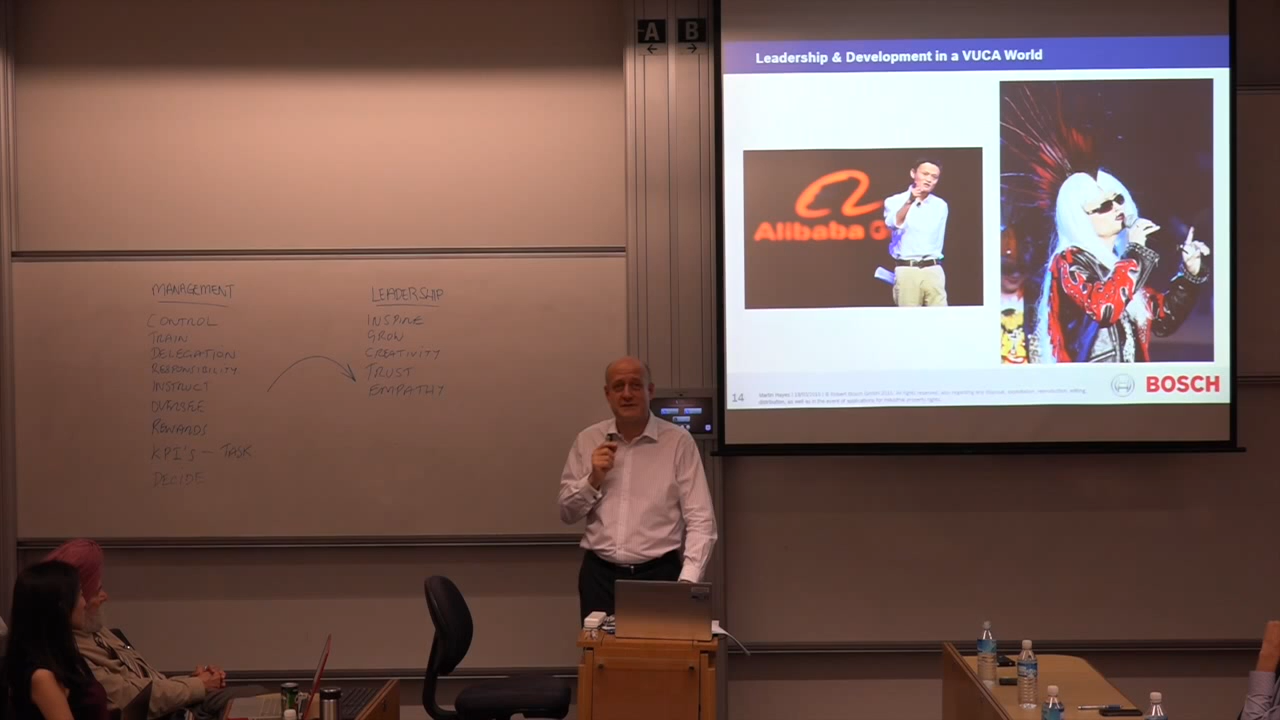 A B
← →
Leadership & Development in a VUCA World
Alibaba
BOSCH
14
MANAGEMENT
CONTROL
TRAIN
DELEGATION
RESPONSIBILITY
INSTRUCT
OVERSEE
REWARDS
KPI'S — TASK
DECIDE
LEADERSHIP
INSPIRE
GROW
CREATIVITY
TRUST
EMPATHY